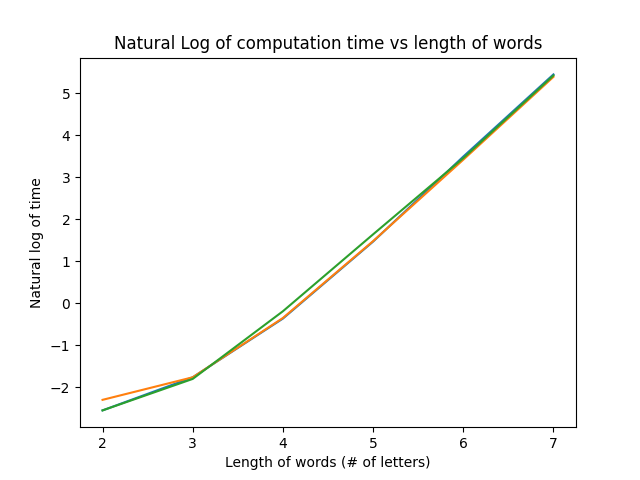 Natural Log of computation time vs length of words
Natural log of time
5
4
3
2
1
0
−1
−2
2 3 4 5 6 7
Length of words (# of letters)